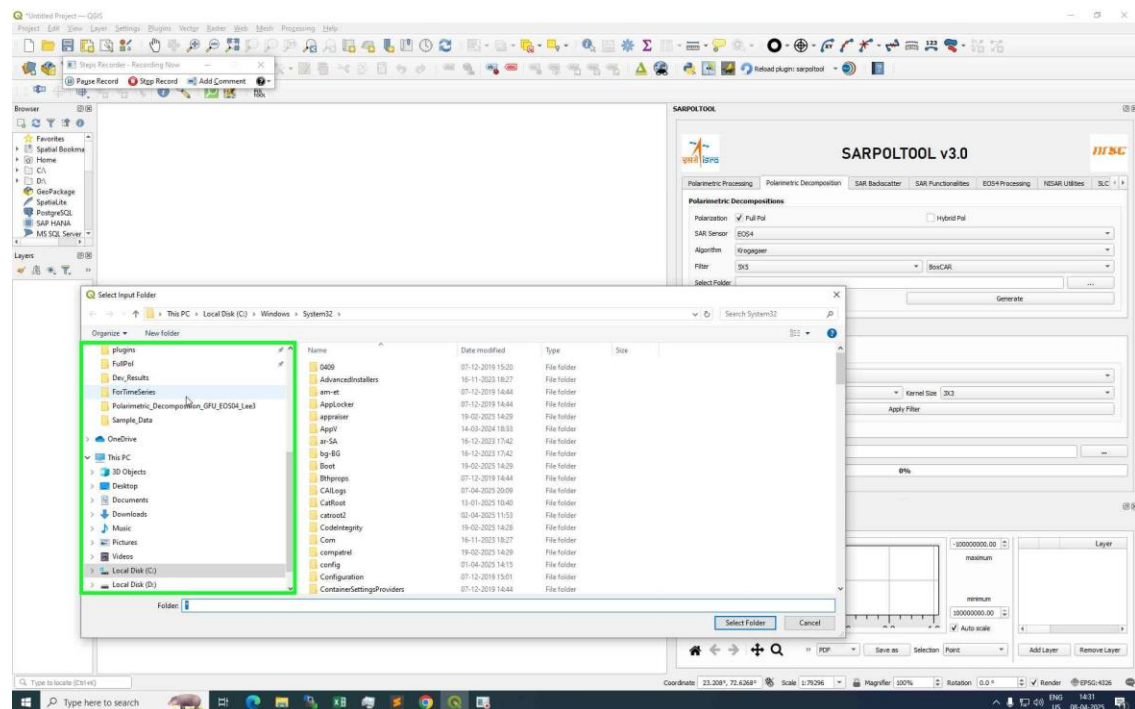 *Untitled Project — QGIS
Project Edit View Layer Settings Plugins Vector Raster Web Mesh Processing Help
Steps Recorder - Recording Now
Pause Record Stop Record Add Comment
Reload plugin: sarpoltool
Browser
Favorites
Spatial Bookma
Home
C:\
D:\
GeoPackage
SpatiaLite
PostgreSQL
SAP HANA
MS SQL Server
Layers
SARPOLTOOL
इसरो isro
SARPOLTOOL v3.0
nrsc
Polarimetric Processing Polarimetric Decomposition SAR Backscatter SAR Functionalities EOS4 Processing NISAR Utilities SLC
Polarimetric Decompositions
Polarization Full Pol Hybrid Pol
SAR Sensor EOS4
Algorithm Krogager
Filter 5X5 BoxCAR
Select Folder ...
Generate
Kernel Size 3X3
Apply Filter
...
0%
Select Input Folder
This PC > Local Disk (C:) > Windows > System32 >
Search System32
Organize New folder
plugins
FullPol
Dev_Results
ForTimeSeries
Polarimetric_Decomposition_GFU_EOS04_Lee3
Sample_Data
OneDrive
This PC
3D Objects
Desktop
Documents
Downloads
Music
Pictures
Videos
Local Disk (C:)
Local Disk (D:)
Name Date modified Type Size
0409 07-12-2019 15:20 File folder
AdvancedInstallers 16-11-2023 18:27 File folder
am-et 07-12-2019 14:44 File folder
AppLocker 07-12-2019 14:44 File folder
appraiser 19-02-2025 14:29 File folder
AppV 14-03-2024 18:33 File folder
ar-SA 16-12-2023 17:42 File folder
bg-BG 16-12-2023 17:42 File folder
Boot 19-02-2025 14:29 File folder
Bthprops 07-12-2019 14:44 File folder
CAILogs 07-04-2025 20:09 File folder
CatRoot 13-01-2025 10:40 File folder
catroot2 02-04-2025 11:53 File folder
CodeIntegrity 19-02-2025 14:28 File folder
Com 16-11-2023 18:27 File folder
compatrel 19-02-2025 14:29 File folder
config 01-04-2025 14:15 File folder
Configuration 07-12-2019 15:01 File folder
ContainerSettingsProviders 07-12-2019 14:44 File folder
Folder:
Select Folder Cancel
-100000000.00
maximum
minimum
100000000.00
Auto scale
Layer
PDF Save as Selection Point Add Layer Remove Layer
Type to locate (Ctrl+K)
Coordinate 23.208°, 72.6268° Scale 1:79296 Magnifier 100% Rotation 0.0 ° Render EPSG:4326
Type here to search
ENG
US
14:31
08-04-2025